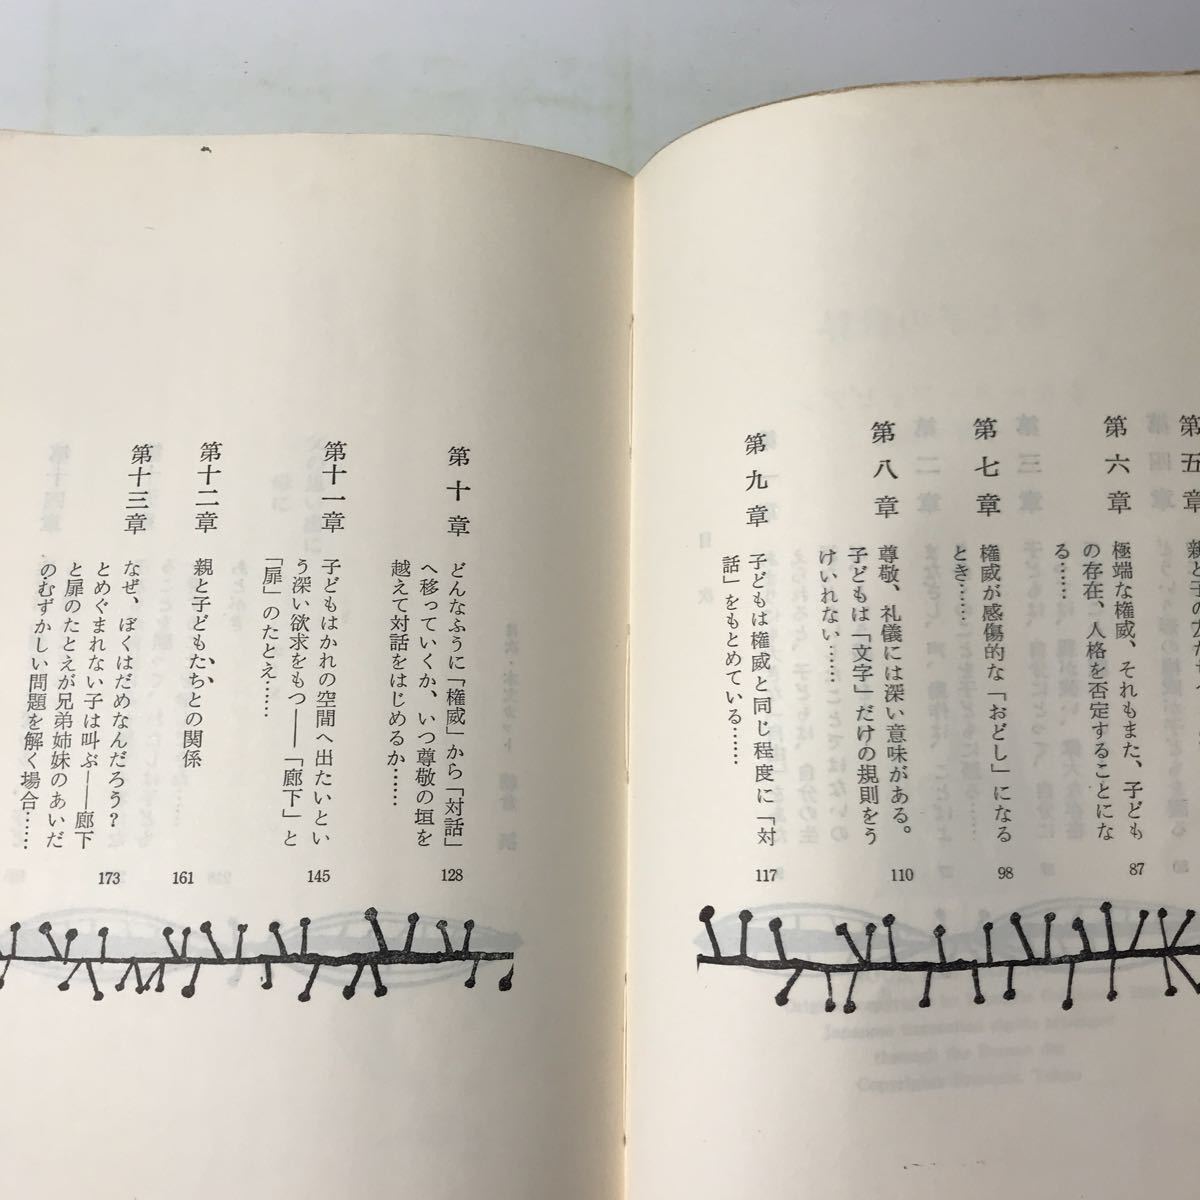 第五章
親と子の
第六章
極端な権威、それもまた、子ども
の存在、人格を否定することにな
る……
87
第七章
権威が感傷的な「おどし」になる
とき……
98
第八章
尊敬、礼儀には深い意味がある。
子どもは「文字」だけの規則をう
けいれない……
110
第九章
子どもは権威と同じ程度に「対
話」をもとめている……
117
第十章
どんなふうに「権威」から「対話」
へ移っていくか、いつ尊敬の垣を
越えて対話をはじめるか……
128
第十一章
子どもはかれの空間へ出たいとい
う深い欲求をもつ――「廊下」と
「扉」のたとえ……
145
第十二章
親と子どもたちとの関係
161
第十三章
なぜ、ぼくはだめなんだろう?
とめぐまれない子は叫ぶ――廊下
と扉のたとえが兄弟姉妹のあいだ
のむずかしい問題を解く場合……
173